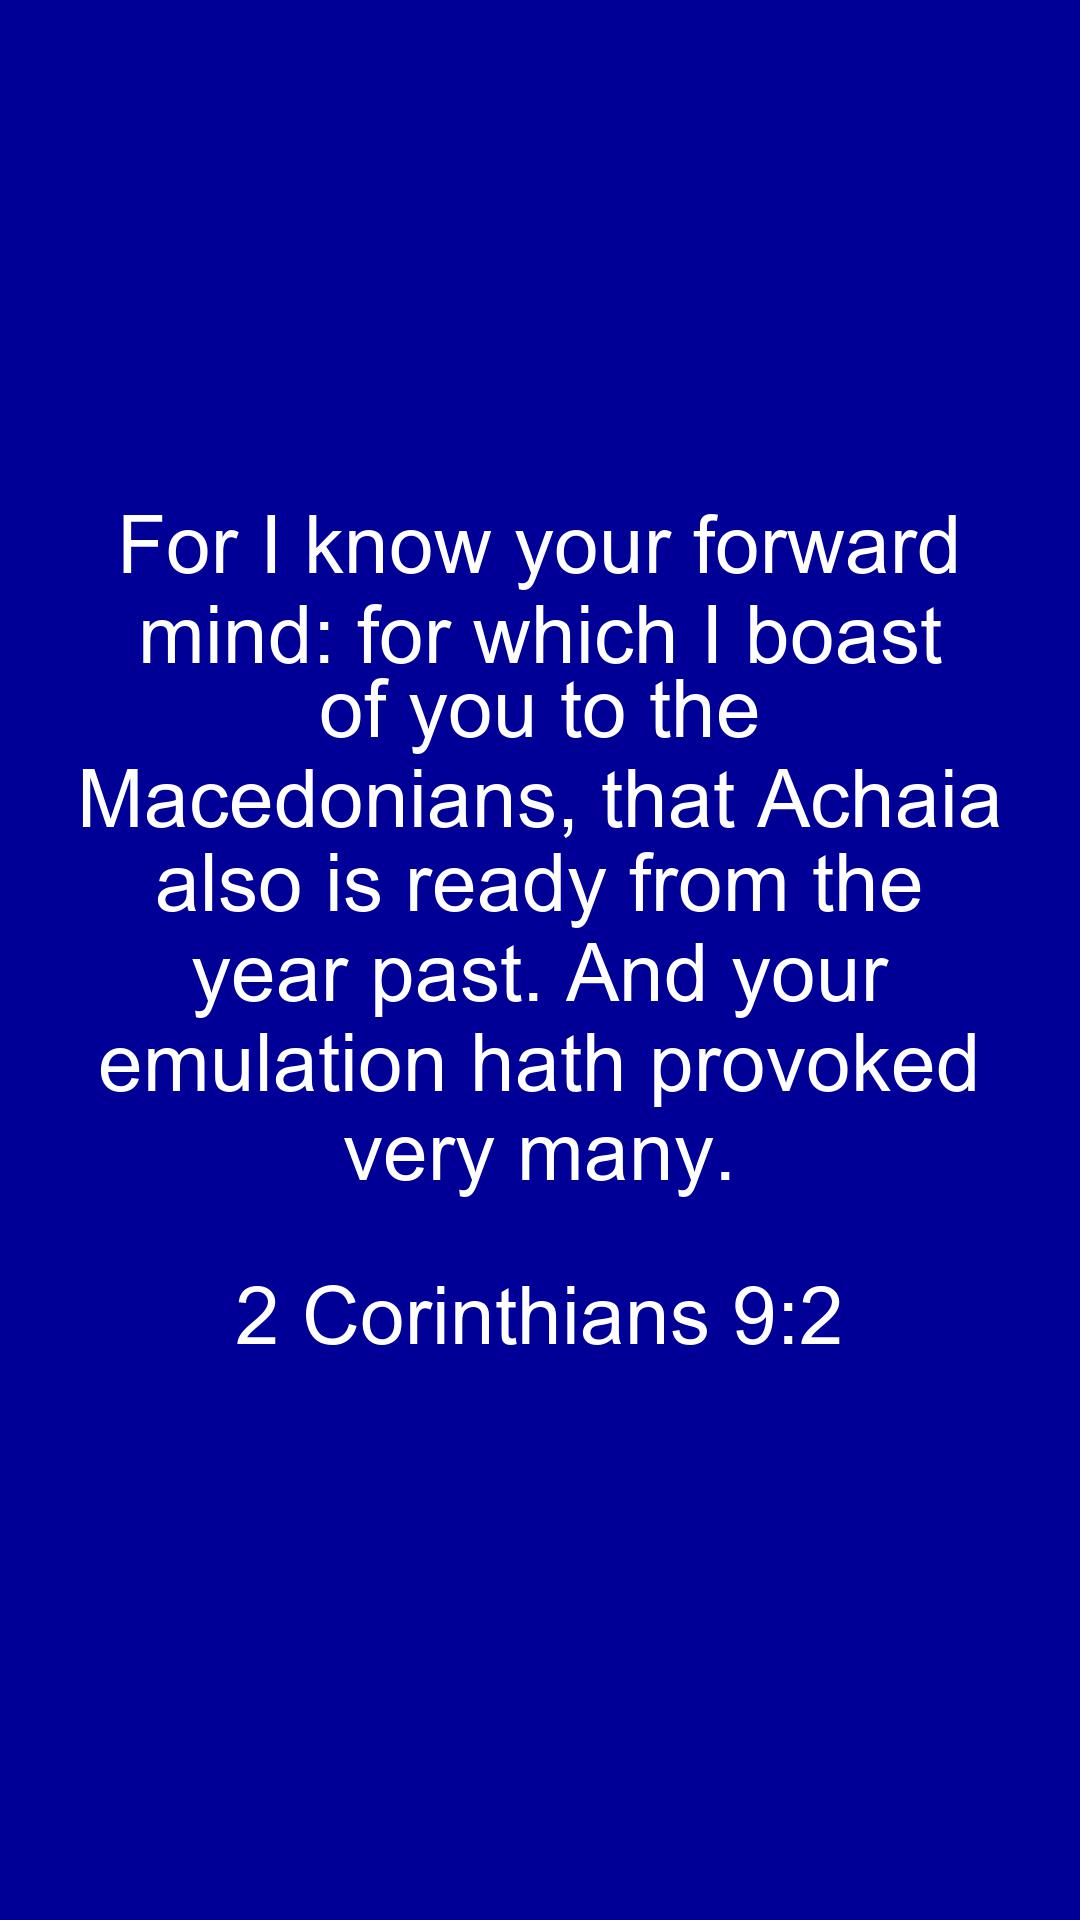 For I know your forward
mind: for which I boast
of you to the
Macedonians, that Achaia
also is ready from the
year past. And your
emulation hath provoked
very many.
2 Corinthians 9:2